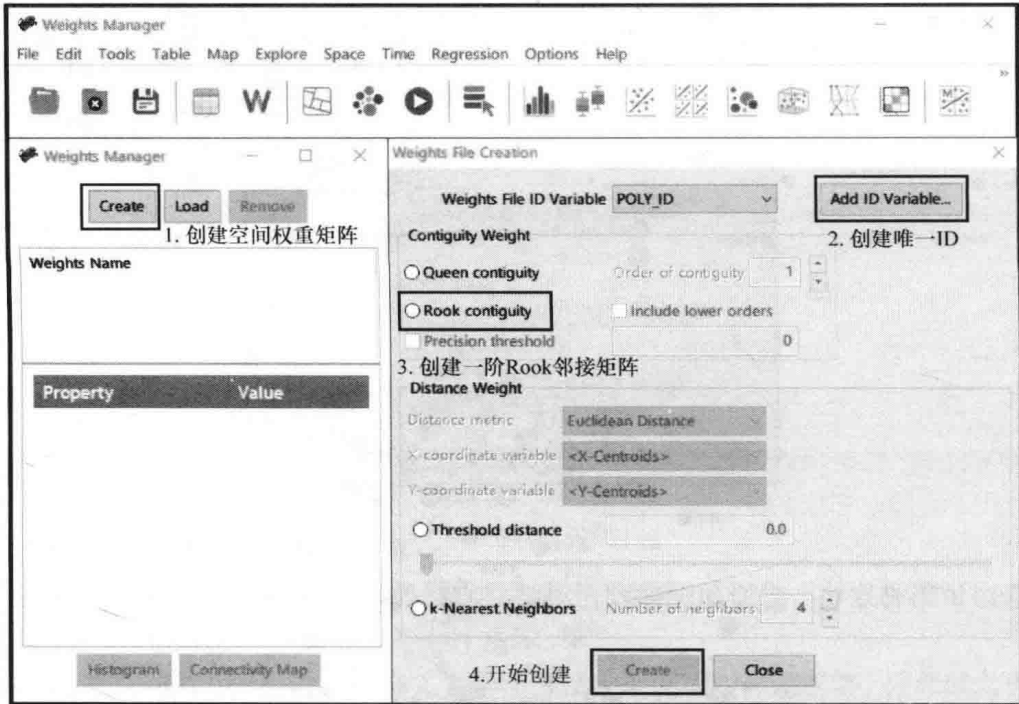 Weights Manager
File Edit Tools Table Map Explore Space Time Regression Options Help
Weights Manager
Create Load Remove
1. 创建空间权重矩阵
Weights Name
Property Value
Histogram Connectivity Map
Weights File Creation
Weights File ID Variable POLY_ID Add ID Variable...
2. 创建唯一ID
Contiguity Weight
Queen contiguity Order of contiguity 1
Rook contiguity Include lower orders
Precision threshold 0
3. 创建一阶Rook邻接矩阵
Distance Weight
Distance metric Euclidean Distance
X-coordinate variable <X-Centroids>
Y-coordinate variable <Y-Centroids>
Threshold distance 0.0
k-Nearest Neighbors Number of neighbors 4
4.开始创建 Create... Close